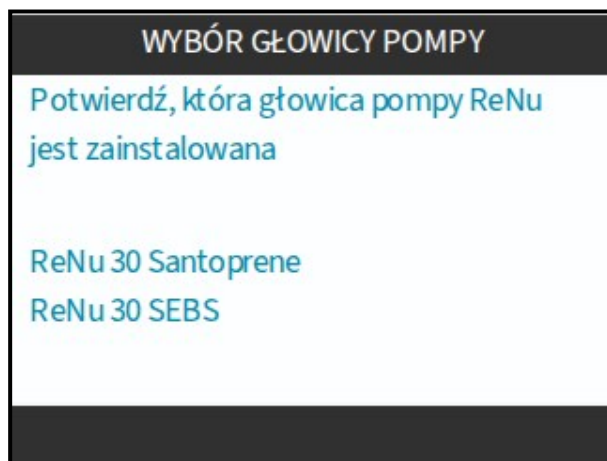 WYBÓR GŁOWICY POMPY
Potwierdź, która głowica pompy ReNu
jest zainstalowana
ReNu 30 Santoprene
ReNu 30 SEBS